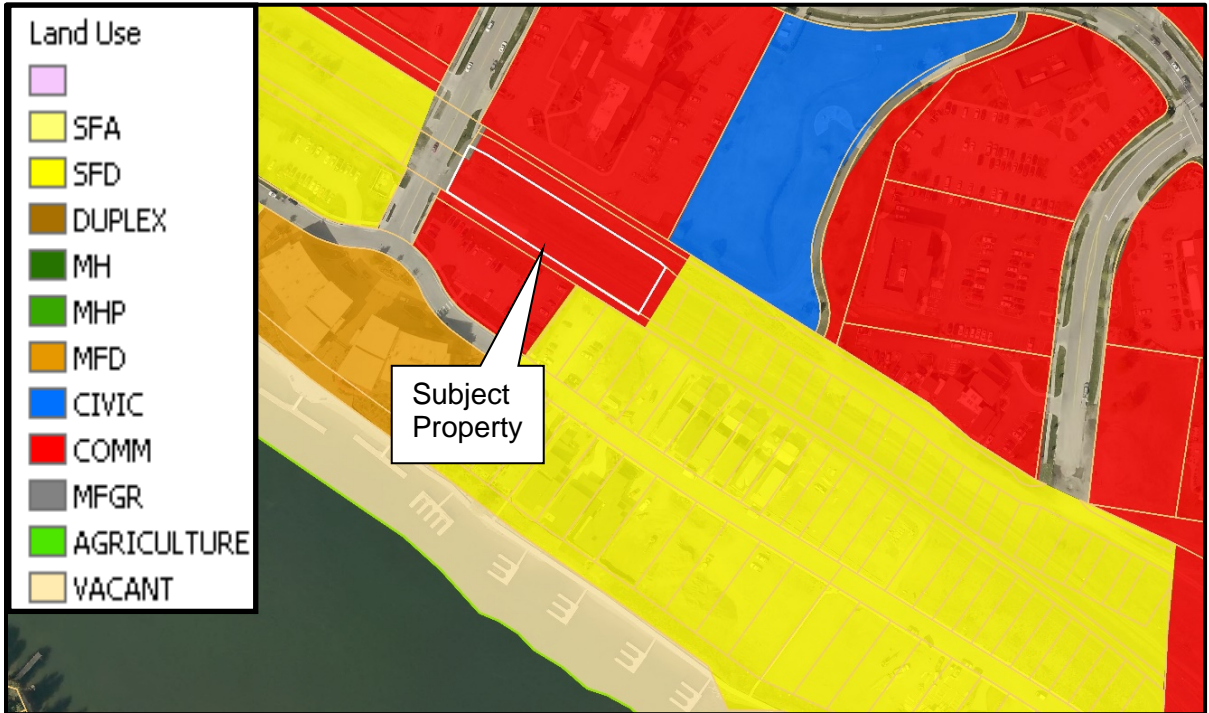 Land Use
SFA
SFD
DUPLEX
MH
MHP
MFD
CIVIC
COMM
MFGR
AGRICULTURE
VACANT
Subject
Property